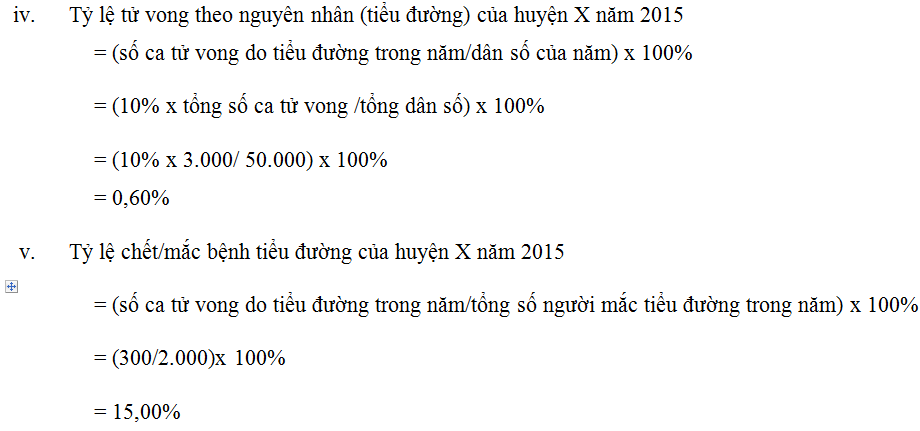 iv. Tỷ lệ tử vong theo nguyên nhân (tiểu đường) của huyện X năm 2015
= (số ca tử vong do tiểu đường trong năm/dân số của năm) x 100%
= (10% x tổng số ca tử vong /tổng dân số) x 100%
= (10% x 3.000/ 50.000) x 100%
= 0,60%
v. Tỷ lệ chết/mắc bệnh tiểu đường của huyện X năm 2015
= (số ca tử vong do tiểu đường trong năm/tổng số người mắc tiểu đường trong năm) x 100%
= (300/2.000)x 100%
= 15,00%